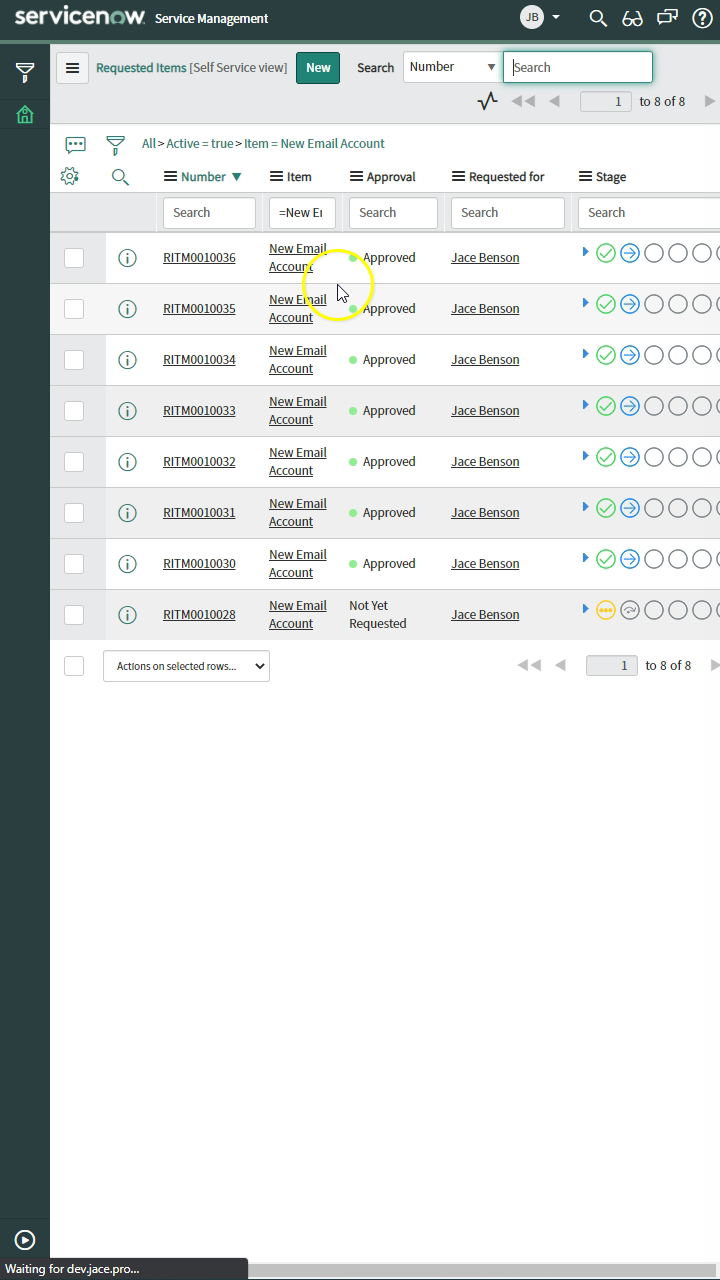 servicenow Service Management JB
Requested Items [Self Service view] New Search Number Search
1 to 8 of 8
All > Active = true > Item = New Email Account
Number Item Approval Requested for Stage
Search =New Er Search Search Search
RITM0010036 New Email Account Approved Jace Benson
RITM0010035 New Email Account Approved Jace Benson
RITM0010034 New Email Account Approved Jace Benson
RITM0010033 New Email Account Approved Jace Benson
RITM0010032 New Email Account Approved Jace Benson
RITM0010031 New Email Account Approved Jace Benson
RITM0010030 New Email Account Approved Jace Benson
RITM0010028 New Email Account Not Yet Requested Jace Benson
Actions on selected rows... 1 to 8 of 8
Waiting for dev.jace.pro...